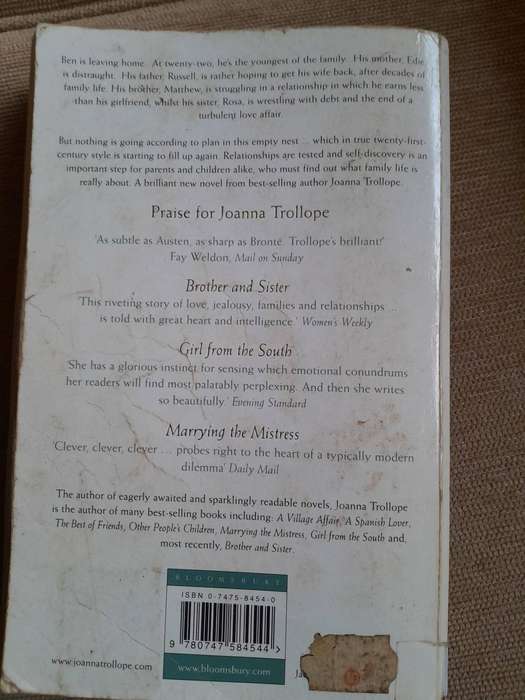 Ben is leaving home. At twenty-two, he's the youngest of the family. His mother, Edie,
is distraught. His father, Russell, is rather hoping to get his wife back, after decades of
family life. His brother, Matthew, is struggling in a relationship in which he earns less
than his girlfriend, whilst his sister, Rosa, is wrestling with debt and the end of a
turbulent love affair.
But nothing is going according to plan in this empty nest ... which in true twenty-first-
century style is starting to fill up again. Relationships are tested and self-discovery is an
important step for parents and children alike, who must find out what family life is
really about. A brilliant new novel from best-selling author Joanna Trollope.
Praise for Joanna Trollope
'As subtle as Austen, as sharp as Brontë. Trollope's brilliant!'
Fay Weldon, Mail on Sunday
Brother and Sister
'This riveting story of love, jealousy, families and relationships ...
is told with great heart and intelligence.' Women's Weekly
Girl from the South
'She has a glorious instinct for sensing which emotional conundrums
her readers will find most palatably perplexing. And then she writes
so beautifully.' Evening Standard
Marrying the Mistress
'Clever, clever, clever ... probes right to the heart of a typically modern
dilemma' Daily Mail
The author of eagerly awaited and sparklingly readable novels, Joanna Trollope
is the author of many best-selling books including: A Village Affair, A Spanish Lover,
The Best of Friends, Other People's Children, Marrying the Mistress, Girl from the South and,
most recently, Brother and Sister.
BLOOMSBURY
ISBN 0-7475-8454-0
9 780747 584544 >
www.joannatrollope.com
www.bloomsbury.com